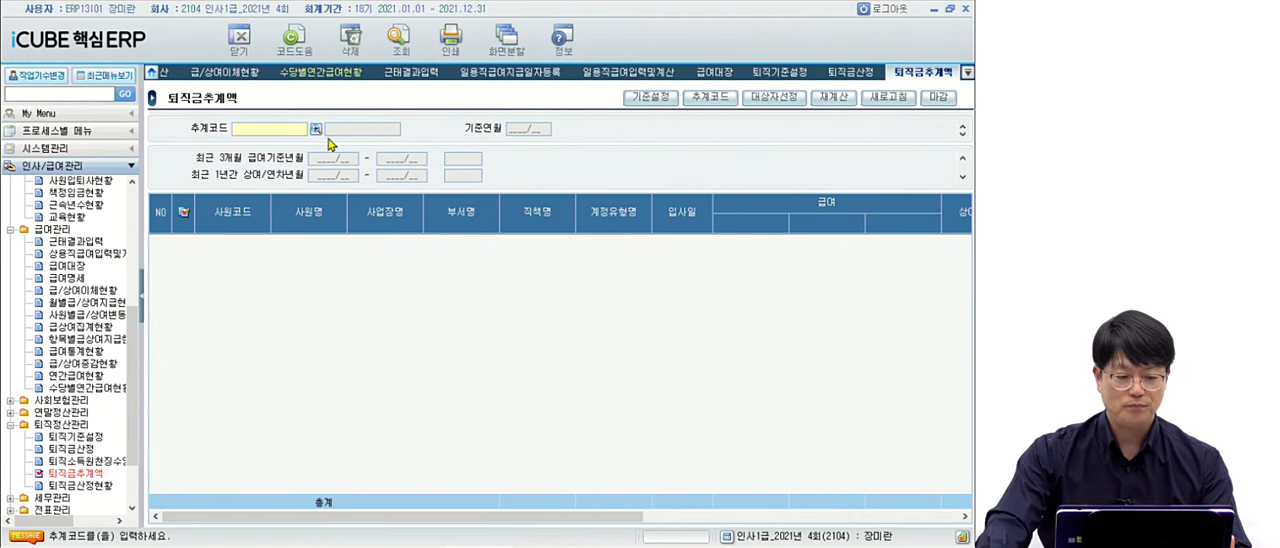 사용자 : ERP13I01 장미란 회사 : 2104 인사1급_2021년 4회 회계기간 : 18기 2021.01.01 ~ 2021.12.31 로그아웃
iCUBE 핵심ERP 닫기 코드도움 삭제 조회 인쇄 화면분할 정보
작업기수변경 최근메뉴보기
산 급/상여이체현황 수당별연간급여현황 근태결과입력 일용직급여지급일자등록 일용직급여입력및계산 급여대장 퇴직기준설정 퇴직금산정 퇴직금추계액
GO
퇴직금추계액 기준설정 추계코드 대상자선정 재계산 새로고침 마감
My Menu
프로세스별 메뉴
시스템관리
인사/급여관리
사원입퇴사현황
책정임금현황
근속년수현황
교육현황
급여관리
근태결과입력
상용직급여입력및계
급여대장
급여명세
급/상여이체현황
월별급/상여지급현
사원별급/상여변동
급상여집계현황
항목별급상여지급현
급여통계현황
급/상여증감현황
연간급여현황
수당별연간급여현황
사회보험관리
연말정산관리
퇴직정산관리
퇴직기준설정
퇴직금산정
퇴직소득원천징수영
퇴직금추계액
퇴직금산정현황
세무관리
전표관리
추계코드 기준연월 ____/__
최근 3개월 급여기준년월 ____/__ - ____/__
최근 1년간 상여/연차년월 ____/__ - ____/__
NO 사원코드 사원명 사업장명 부서명 직책명 계정유형명 입사일 급여
총계
MESSAGE 추계코드를(을) 입력하세요. 인사1급_2021년 4회(2104) : 장미란